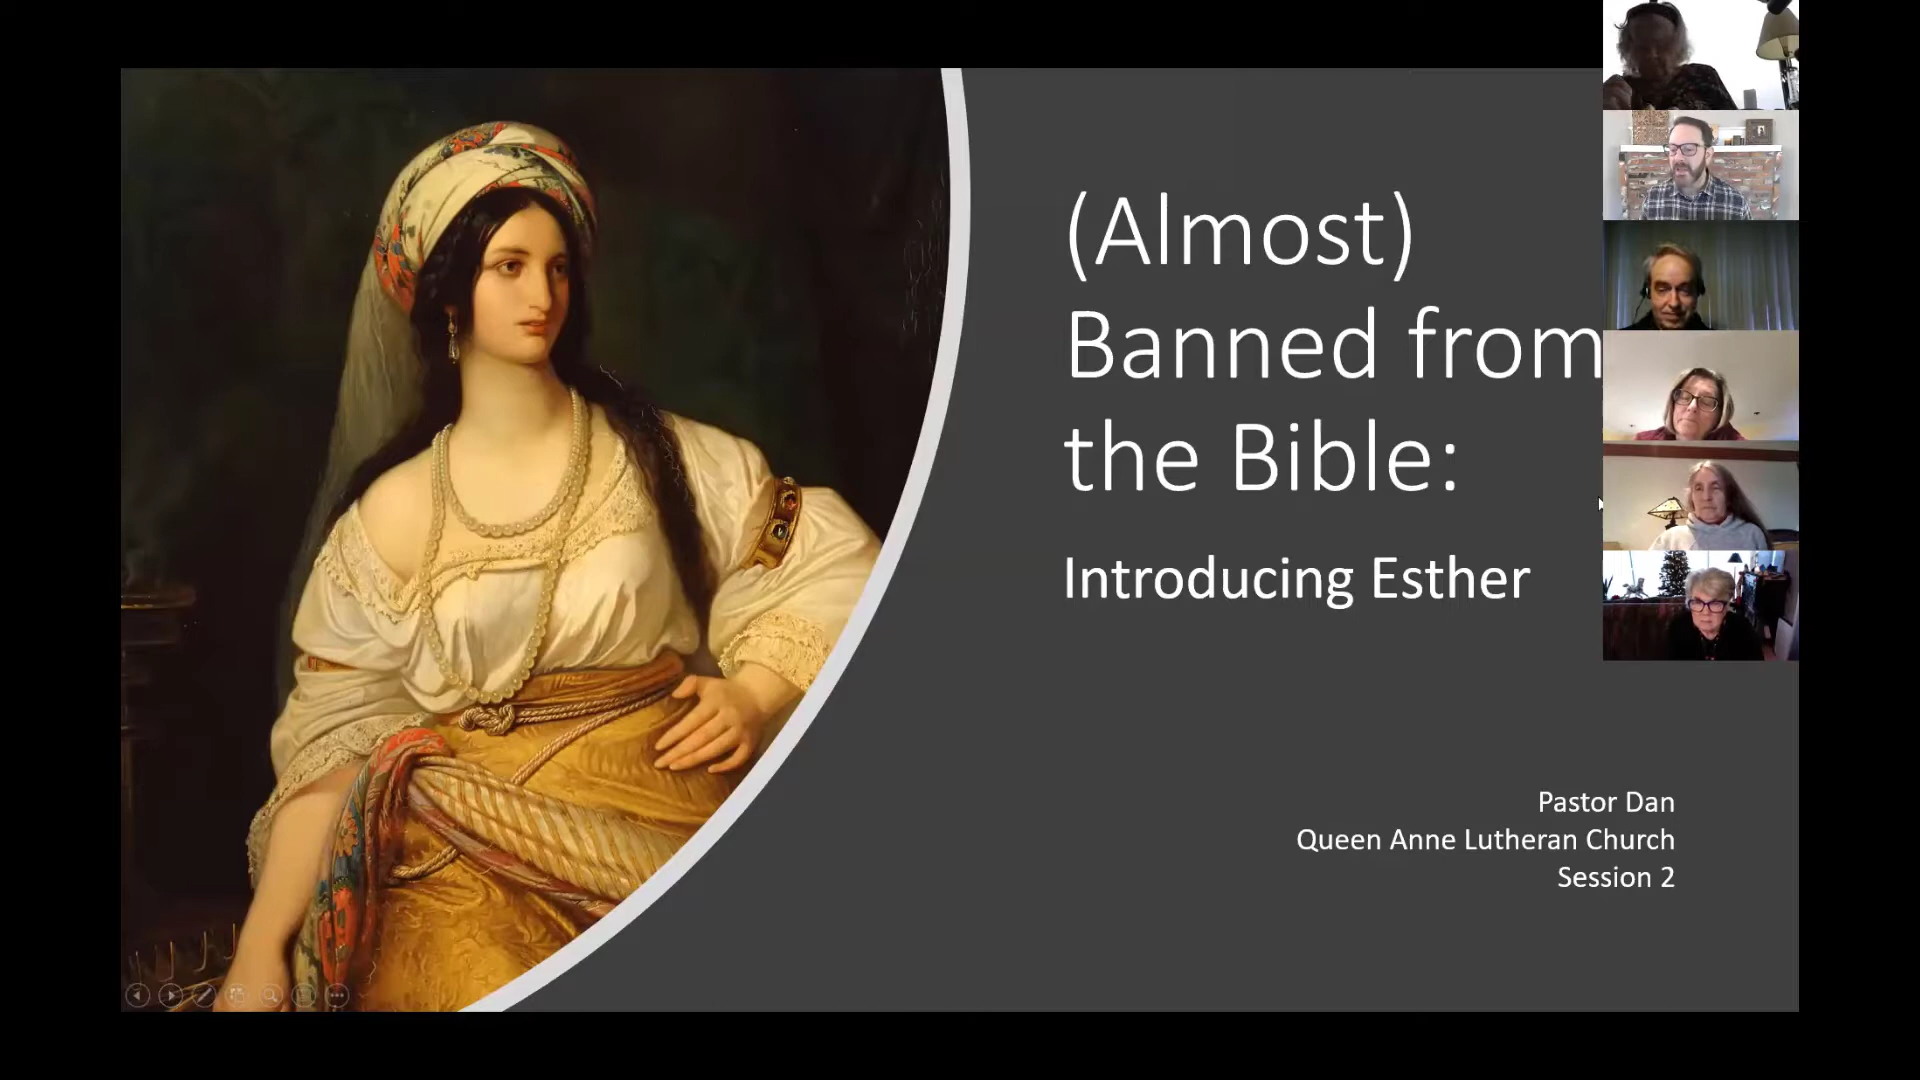 (Almost)
Banned from
the Bible:
Introducing Esther
Pastor Dan
Queen Anne Lutheran Church
Session 2